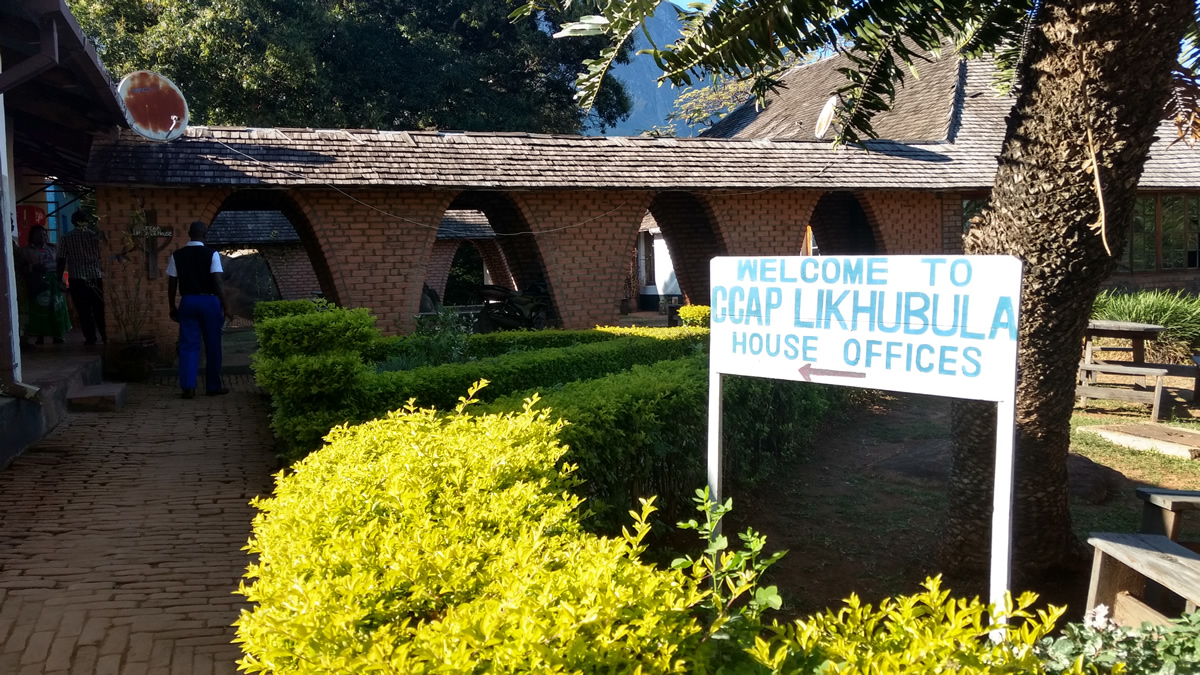 WELCOME TO
CCAP LIKHUBULA
HOUSE OFFICES